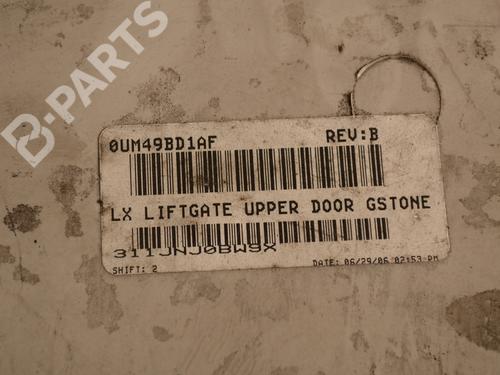 B-PARTS
0UM49BD1AF REV:B
LX LIFTGATE UPPER DOOR GSTONE
311JNJ0BW9X
SHIFT: 2 DATE: 06/29/06 02:53 PM